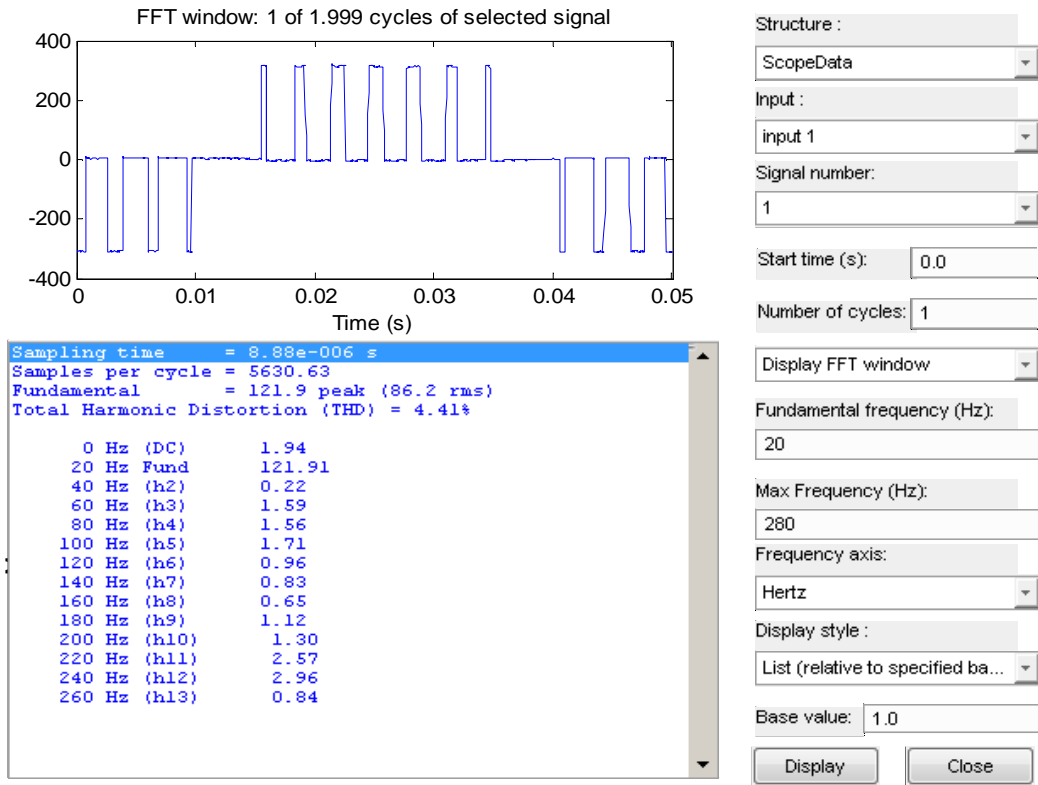 FFT window: 1 of 1.999 cycles of selected signal
400
200
0
-200
-400
0 0.01 0.02 0.03 0.04 0.05
Time (s)
Sampling time = 8.88e-006 s
Samples per cycle = 5630.63
Fundamental = 121.9 peak (86.2 rms)
Total Harmonic Distortion (THD) = 4.41%
0 Hz (DC) 1.94
20 Hz Fund 121.91
40 Hz (h2) 0.22
60 Hz (h3) 1.59
80 Hz (h4) 1.56
100 Hz (h5) 1.71
120 Hz (h6) 0.96
140 Hz (h7) 0.83
160 Hz (h8) 0.65
180 Hz (h9) 1.12
200 Hz (h10) 1.30
220 Hz (h11) 2.57
240 Hz (h12) 2.96
260 Hz (h13) 0.84
Structure :
ScopeData
Input :
input 1
Signal number:
1
Start time (s): 0.0
Number of cycles: 1
Display FFT window
Fundamental frequency (Hz):
20
Max Frequency (Hz):
280
Frequency axis:
Hertz
Display style :
List (relative to specified ba...
Base value: 1.0
Display Close